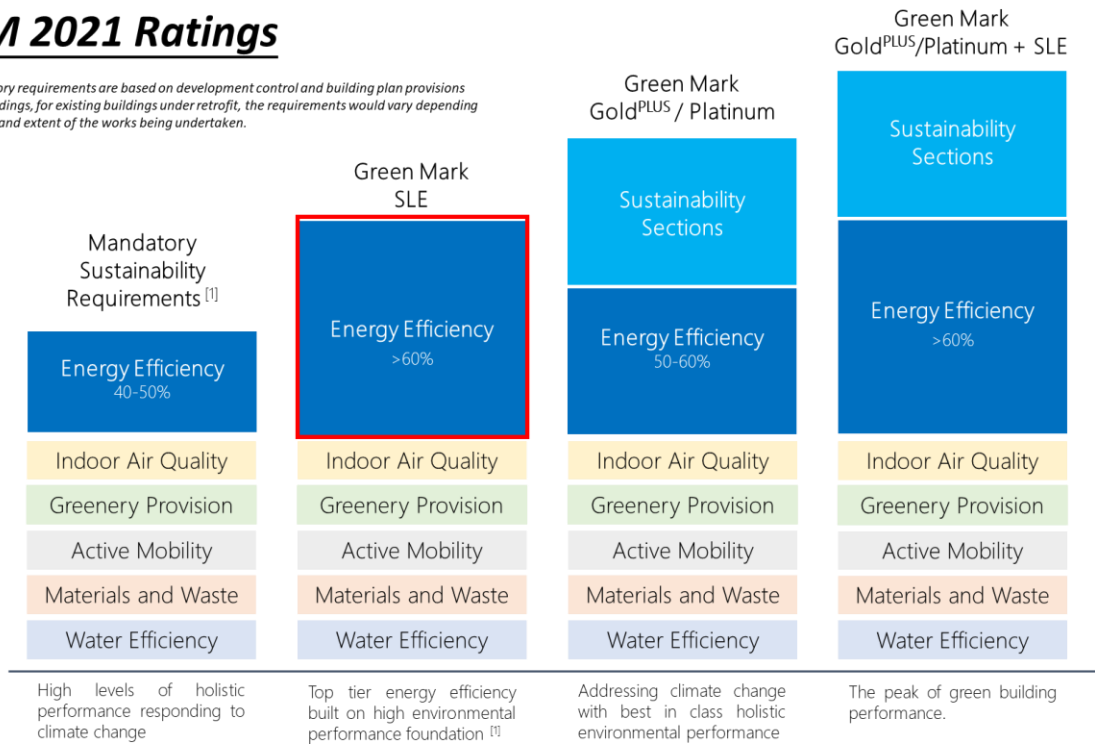 M 2021 Ratings
ory requirements are based on development control and building plan provisions
dings, for existing buildings under retrofit, the requirements would vary depending
and extent of the works being undertaken.
Mandatory
Sustainability
Requirements [1]
Energy Efficiency
40-50%
Indoor Air Quality
Greenery Provision
Active Mobility
Materials and Waste
Water Efficiency
High levels of holistic
performance responding to
climate change
Green Mark
SLE
Energy Efficiency
>60%
Indoor Air Quality
Greenery Provision
Active Mobility
Materials and Waste
Water Efficiency
Top tier energy efficiency
built on high environmental
performance foundation [1]
Green Mark
GoldPLUS / Platinum
Sustainability
Sections
Energy Efficiency
50-60%
Indoor Air Quality
Greenery Provision
Active Mobility
Materials and Waste
Water Efficiency
Addressing climate change
with best in class holistic
environmental performance
Green Mark
GoldPLUS/Platinum + SLE
Sustainability
Sections
Energy Efficiency
>60%
Indoor Air Quality
Greenery Provision
Active Mobility
Materials and Waste
Water Efficiency
The peak of green building
performance.